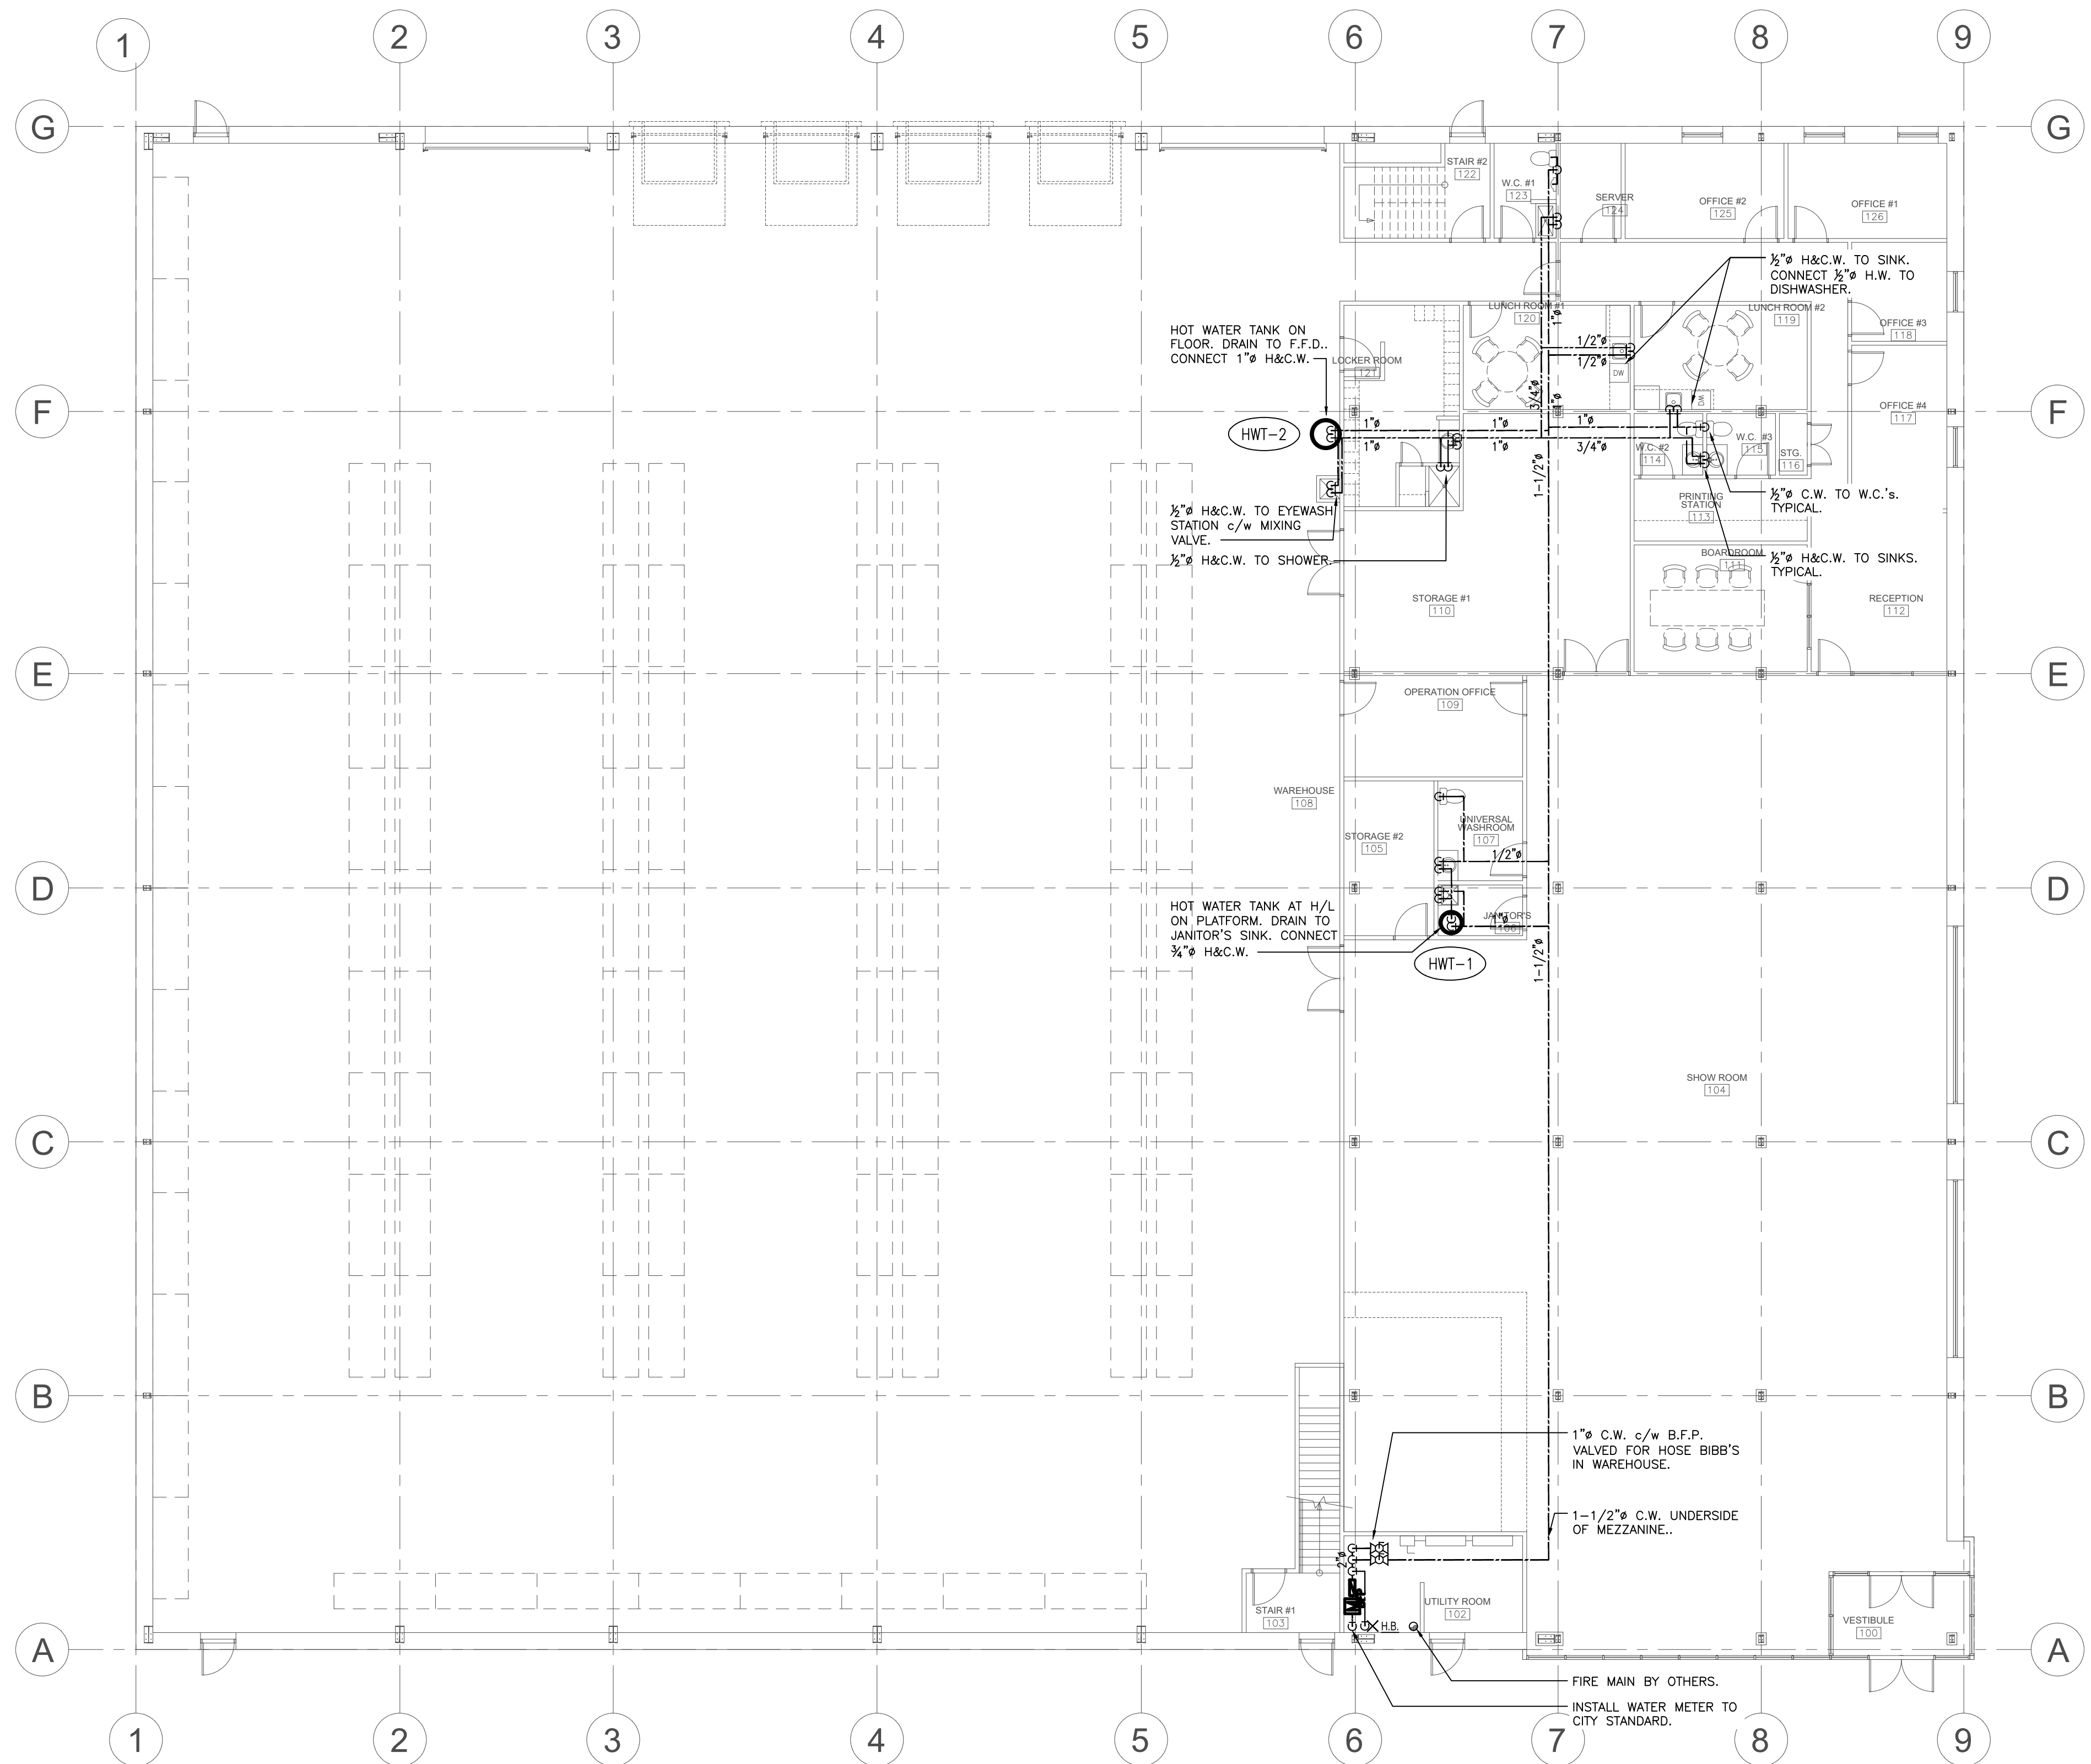 1
2
3
4
5
6
7
8
9
G
G
STAIR #2
122
W.C. #1
123
SERVER
124
OFFICE #2
125
OFFICE #1
126
½"ø H&C.W. TO SINK.
CONNECT ½"ø H.W. TO
DISHWASHER.
LUNCH ROOM #1
120
1"ø
LUNCH ROOM #2
119
OFFICE #3
118
HOT WATER TANK ON
FLOOR. DRAIN TO F.F.D..
CONNECT 1"ø H&C.W.
LOCKER ROOM
121
1/2"ø
1/2"ø
DW
DW
3/4"ø
1"ø
F
F
OFFICE #4
117
HWT-2
1"ø
1"ø
1"ø
1"ø
1"ø
3/4"ø
W.C. #2
114
W.C. #3
115
STG.
116
1-1/2"ø
½"ø H&C.W. TO EYEWASH
STATION c/w MIXING
VALVE.
½"ø H&C.W. TO SHOWER.
PRINTING
STATION
113
½"ø C.W. TO W.C.'s.
TYPICAL.
BOARDROOM
111
½"ø H&C.W. TO SINKS.
TYPICAL.
STORAGE #1
110
RECEPTION
112
E
E
OPERATION OFFICE
109
WAREHOUSE
108
UNIVERSAL
WASHROOM
107
STORAGE #2
105
1/2"ø
D
D
HOT WATER TANK AT H/L
ON PLATFORM. DRAIN TO
JANITOR'S SINK. CONNECT
¾"ø H&C.W.
JANITOR'S
106
1"ø
HWT-1
1-1/2"ø
SHOW ROOM
104
C
C
B
B
1"ø C.W. c/w B.F.P.
VALVED FOR HOSE BIBB'S
IN WAREHOUSE.
1-1/2"ø C.W. UNDERSIDE
OF MEZZANINE..
2"ø
M
STAIR #1
103
UTILITY ROOM
102
H.B.
VESTIBULE
100
A
A
FIRE MAIN BY OTHERS.
INSTALL WATER METER TO
CITY STANDARD.
1
2
3
4
5
6
7
8
9